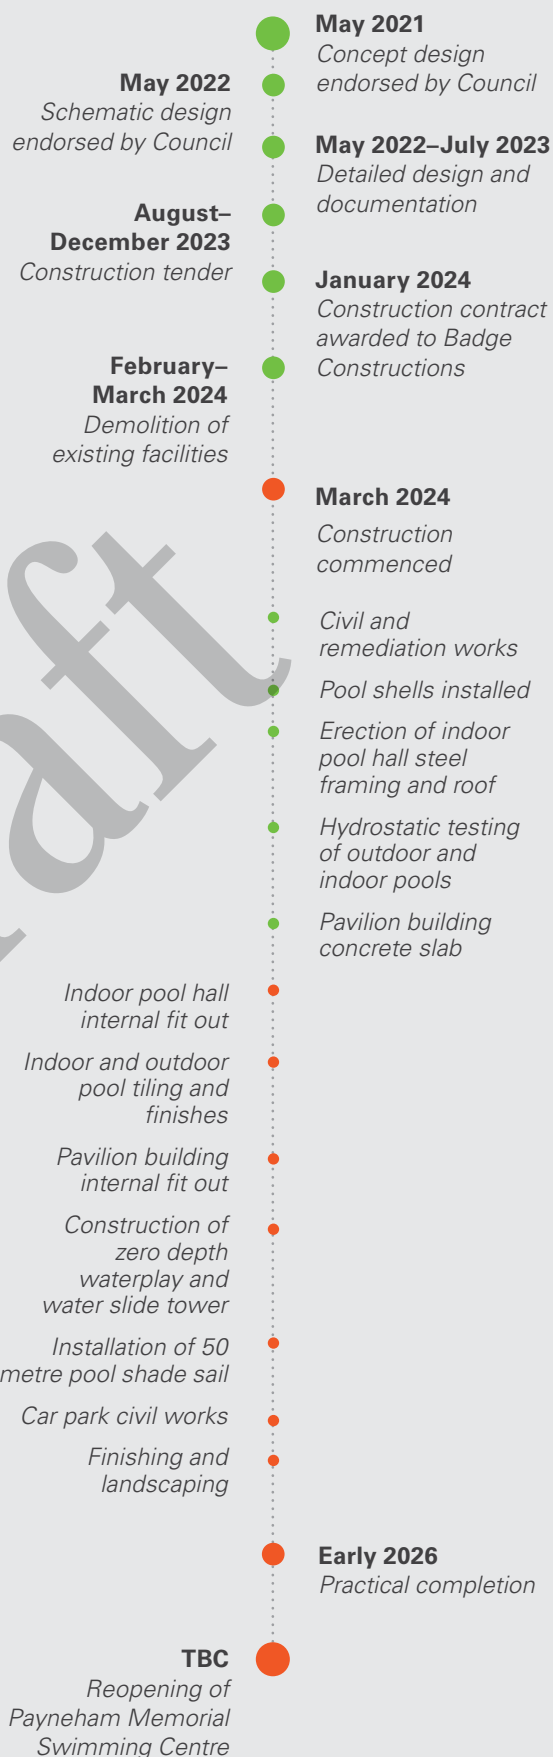 May 2021
Concept design
endorsed by Council
May 2022
Schematic design
endorsed by Council
May 2022–July 2023
Detailed design and
documentation
August–
December 2023
Construction tender
January 2024
Construction contract
awarded to Badge
Constructions
February–
March 2024
Demolition of
existing facilities
March 2024
Construction
commenced
Civil and
remediation works
Pool shells installed
Erection of indoor
pool hall steel
framing and roof
Hydrostatic testing
of outdoor and
indoor pools
Pavilion building
concrete slab
Indoor pool hall
internal fit out
Indoor and outdoor
pool tiling and
finishes
Pavilion building
internal fit out
Construction of
zero depth
waterplay and
water slide tower
Installation of 50
metre pool shade sail
Car park civil works
Finishing and
landscaping
Early 2026
Practical completion
TBC
Reopening of
Payneham Memorial
Swimming Centre
aft